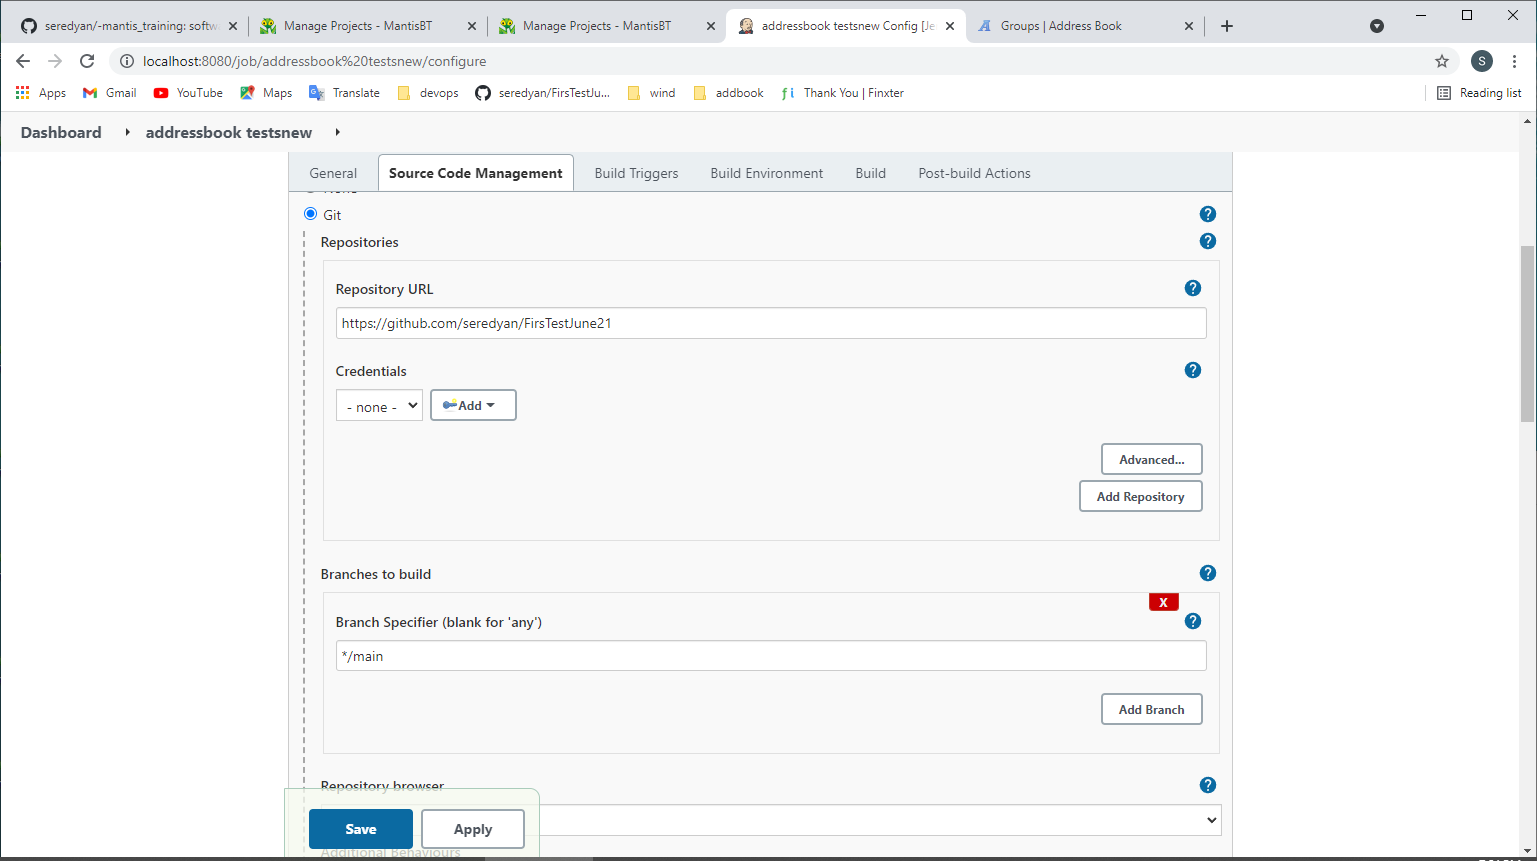 seredyan/-mantis_training: softw
Manage Projects - MantisBT
Manage Projects - MantisBT
addressbook testsnew Config [Je
Groups | Address Book
localhost:8080/job/addressbook%20testsnew/configure
S
Apps
Gmail
YouTube
Maps
Translate
devops
seredyan/FirsTestJu...
wind
addbook
Thank You | Finxter
Reading list
Dashboard
addressbook testsnew
General
Source Code Management
Build Triggers
Build Environment
Build
Post-build Actions
None
Git
Repositories
Repository URL
https://github.com/seredyan/FirsTestJune21
Credentials
- none -
Add
Advanced...
Add Repository
Branches to build
X
Branch Specifier (blank for 'any')
*/main
Add Branch
Repository browser
Save
Apply
Additional Behaviours